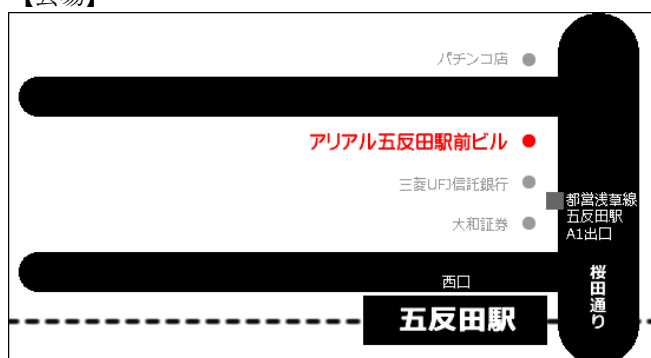 【会場】
パチンコ店
アリアル五反田駅前ビル
三菱UFJ信託銀行
大和証券
都営浅草線
五反田駅
A1出口
桜田通り
西口
五反田駅